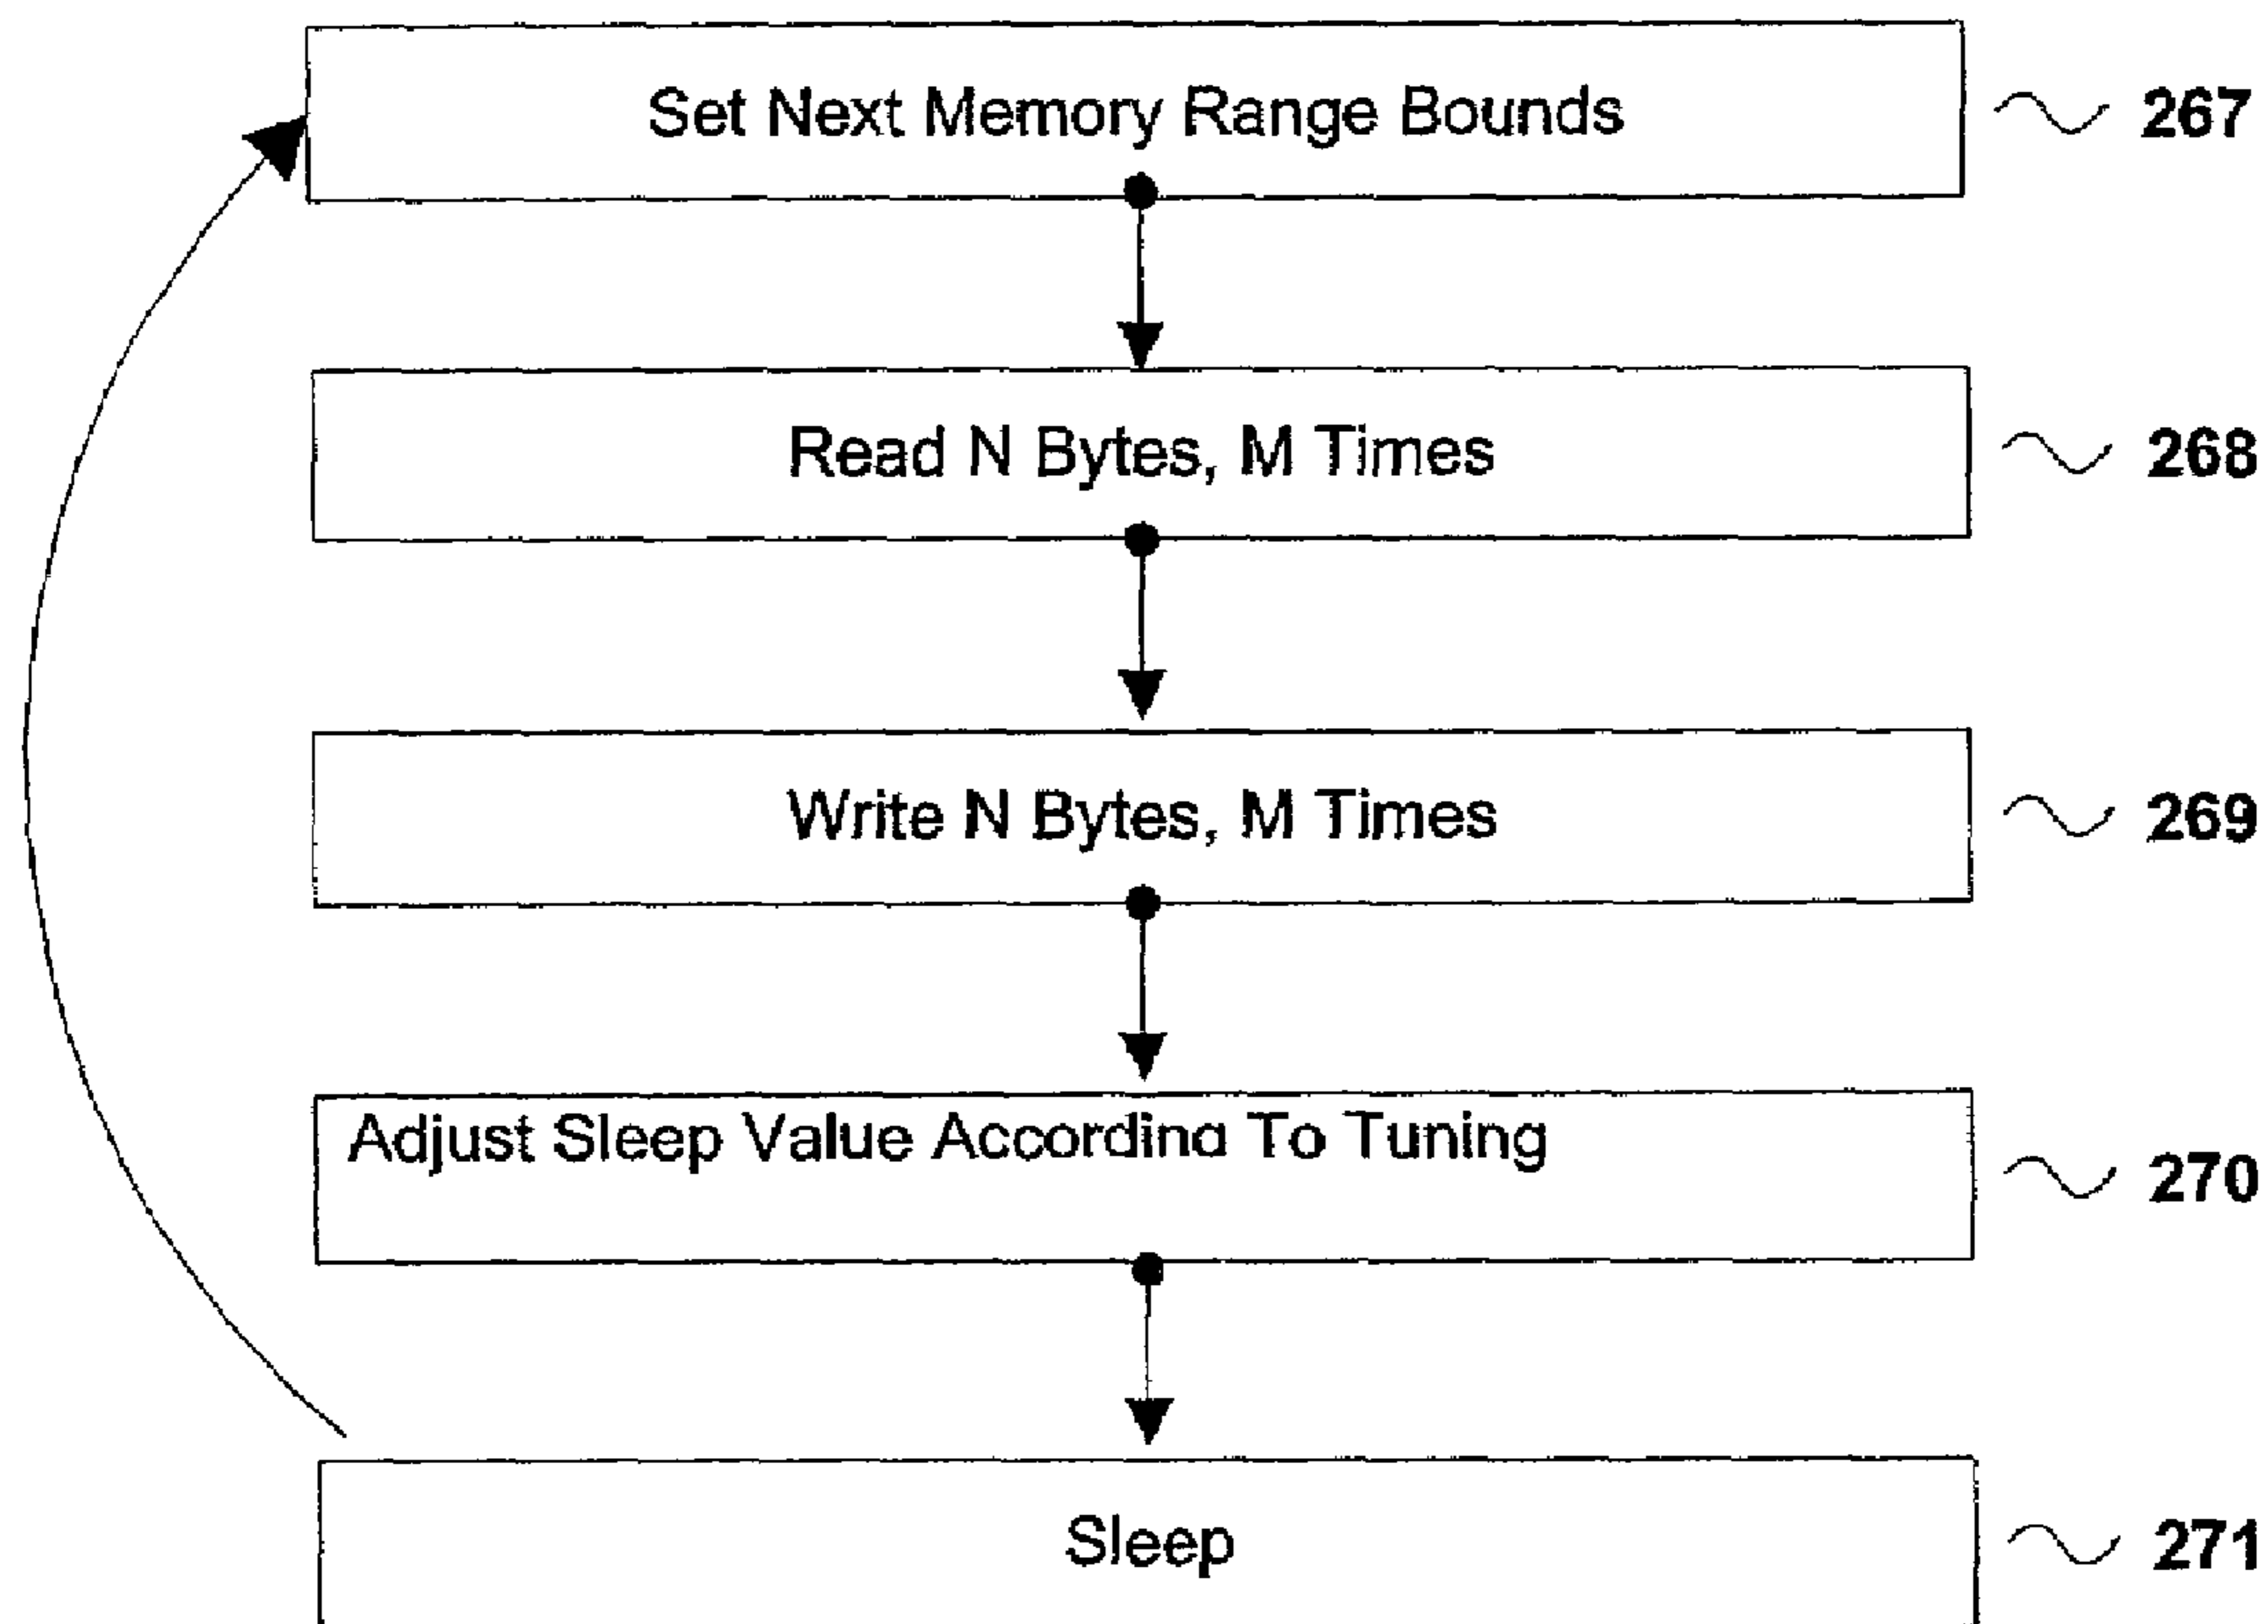 Set Next Memory Range Bounds 267
Read N Bytes, M Times 268
Write N Bytes, M Times 269
Adjust Sleep Value According To Tuning 270
Sleep 271